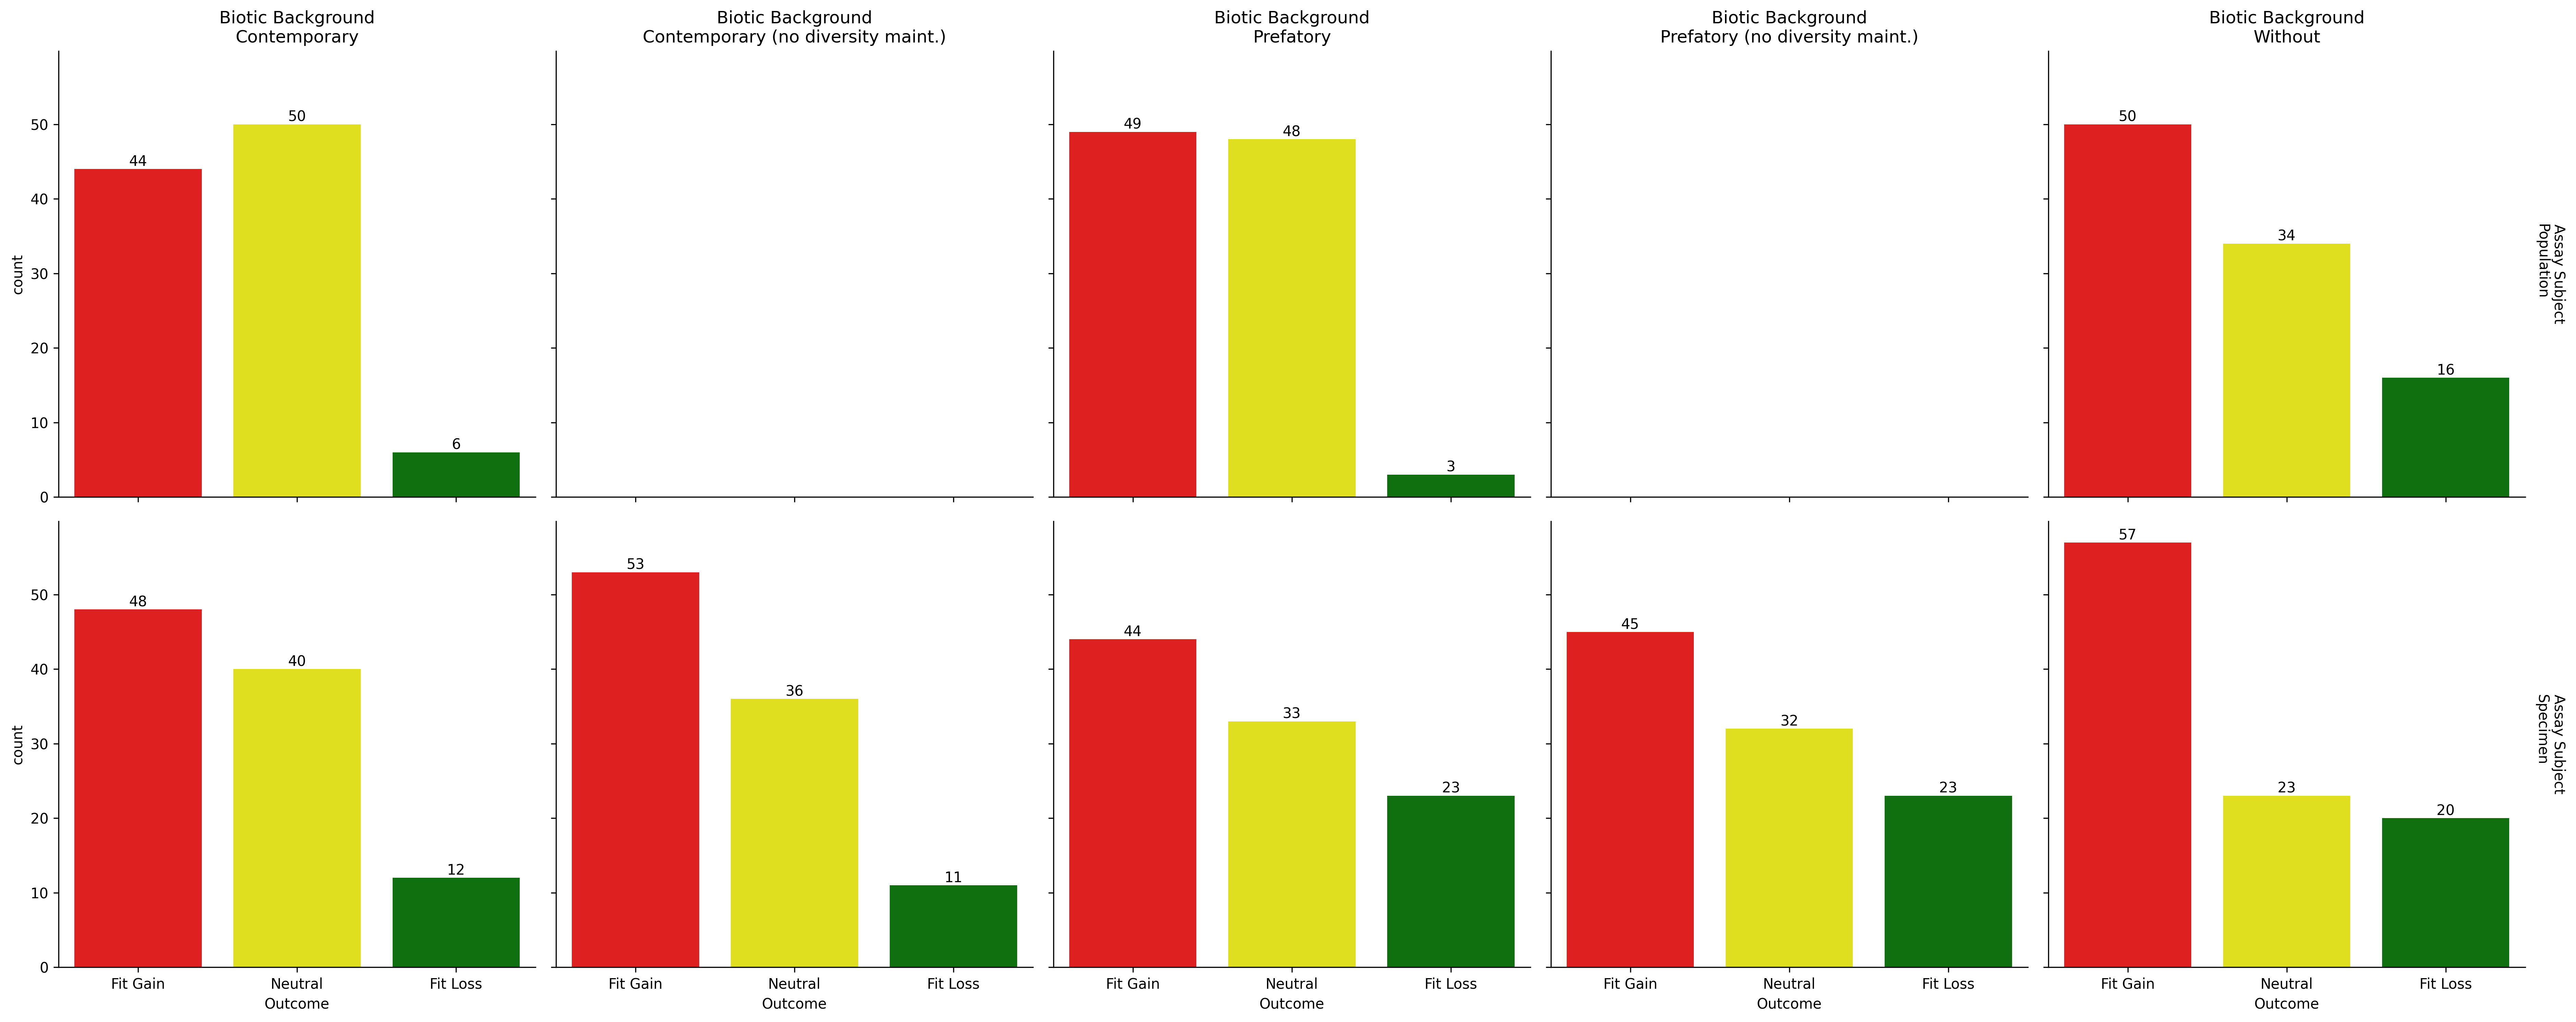 Biotic Background
Contemporary
Biotic Background
Contemporary (no diversity maint.)
Biotic Background
Prefatory
Biotic Background
Prefatory (no diversity maint.)
Biotic Background
Without
count
50
40
30
20
10
0
44
50
6
49
48
3
50
34
16
Assay Subject
Population
count
50
40
30
20
10
0
48
40
12
53
36
11
44
33
23
45
32
23
57
23
20
Assay Subject
Specimen
Fit Gain Neutral Fit Loss
Fit Gain Neutral Fit Loss
Fit Gain Neutral Fit Loss
Fit Gain Neutral Fit Loss
Fit Gain Neutral Fit Loss
Outcome
Outcome
Outcome
Outcome
Outcome